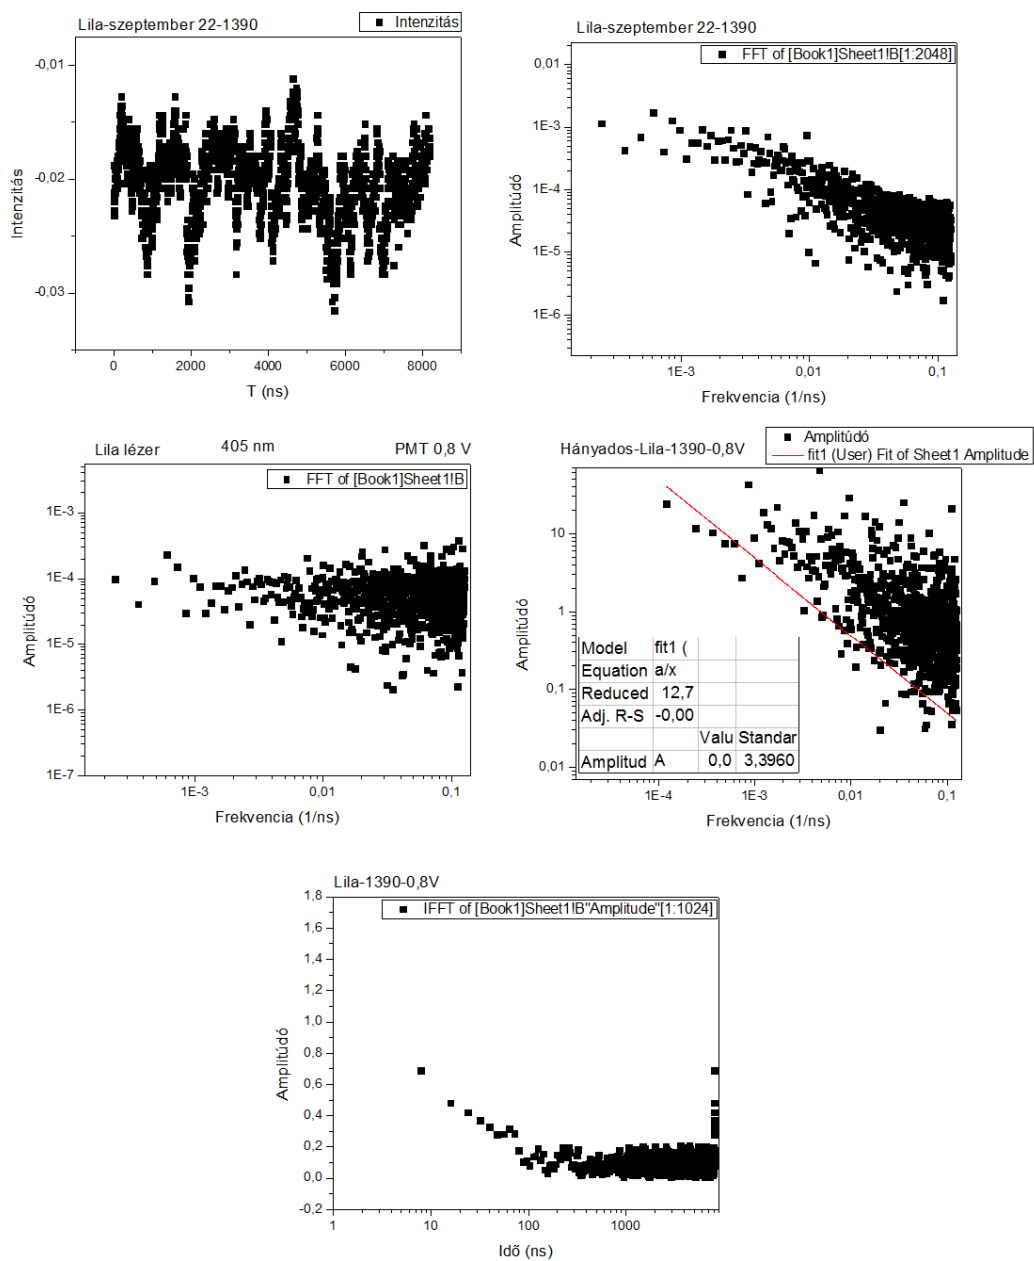 Lila-szeptember 22-1390
Intenzitás
-0,01
-0,02
-0,03
Intenzitás
0 2000 4000 6000 8000
T (ns)
Lila-szeptember 22-1390
FFT of [Book1]Sheet1!B[1:2048]
0,01
1E-3
1E-4
1E-5
1E-6
Amplitúdó
1E-3 0,01 0,1
Frekvencia (1/ns)
Lila lézer 405 nm PMT 0,8 V
FFT of [Book1]Sheet1!B
1E-3
1E-4
1E-5
1E-6
1E-7
Amplitúdó
1E-3 0,01 0,1
Frekvencia (1/ns)
Hányados-Lila-1390-0,8V
Amplitúdó
fit1 (User) Fit of Sheet1 Amplitude
10
1
0,1
0,01
Amplitúdó
Model fit1 (
Equation a/x
Reduced 12,7
Adj. R-S -0,00
Valu Standar
Amplitud A 0,0 3,3960
1E-4 1E-3 0,01 0,1
Frekvencia (1/ns)
Lila-1390-0,8V
IFFT of [Book1]Sheet1!B"Amplitude"[1:1024]
1,8
1,6
1,4
1,2
1,0
0,8
0,6
0,4
0,2
0,0
-0,2
Amplitúdó
1 10 100 1000
Idő (ns)